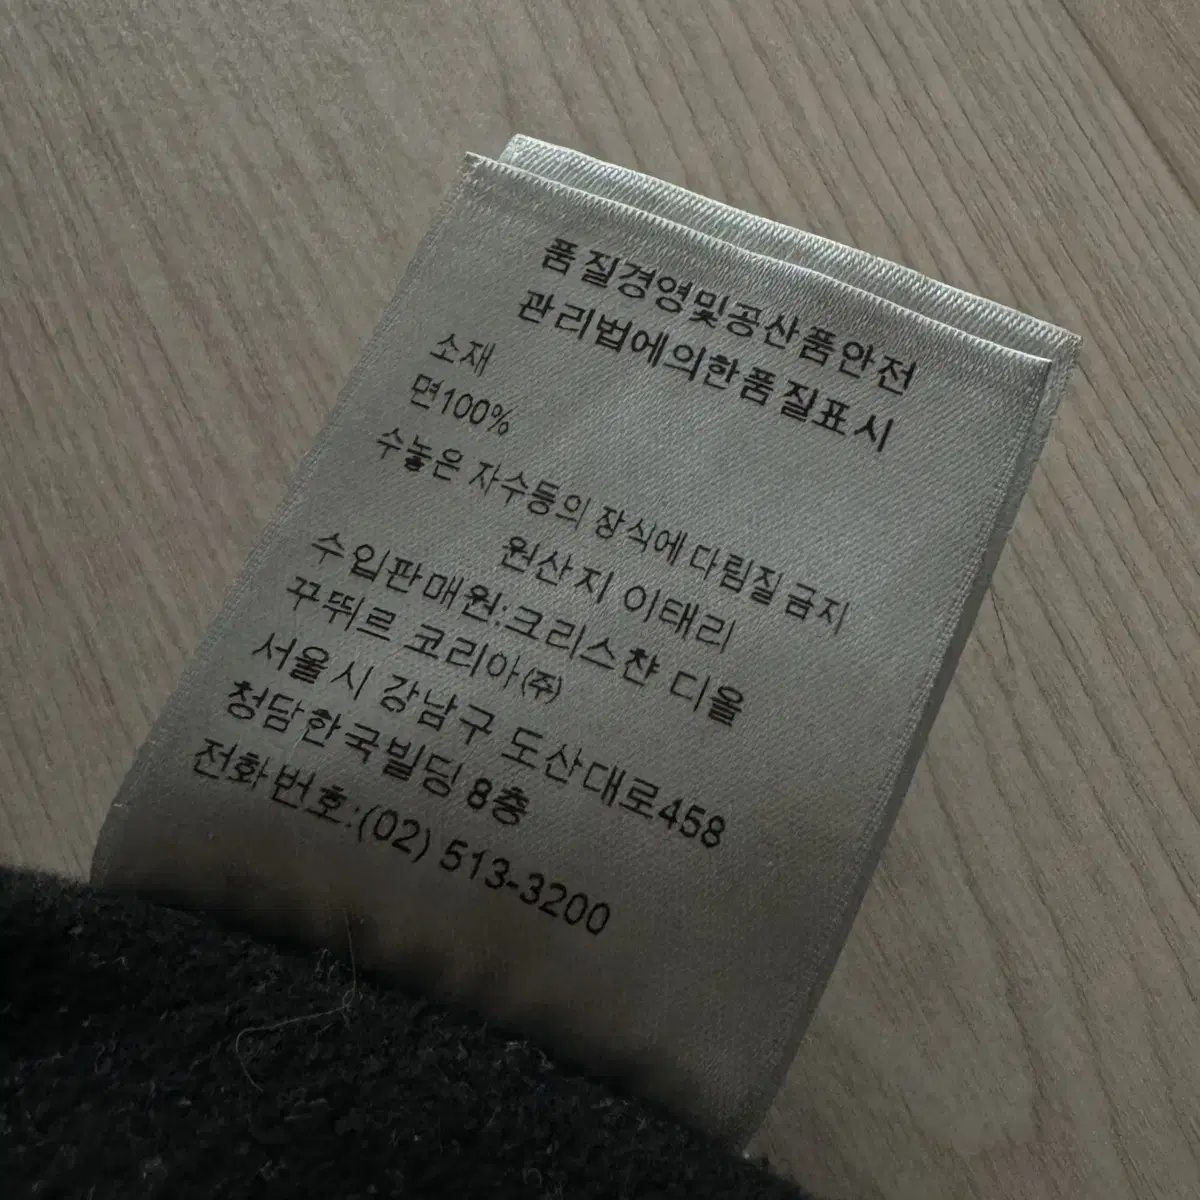 품질경영및공산품안전
관리법에의한품질표시
소재
면100%
수놓은 자수등의 장식에 다림질금지
원산지 이태리
수입판매원:크리스챤 디올
꾸뛰르 코리아㈜
서울시 강남구 도산대로458
청담한국빌딩 8층
전화번호:(02) 513-3200